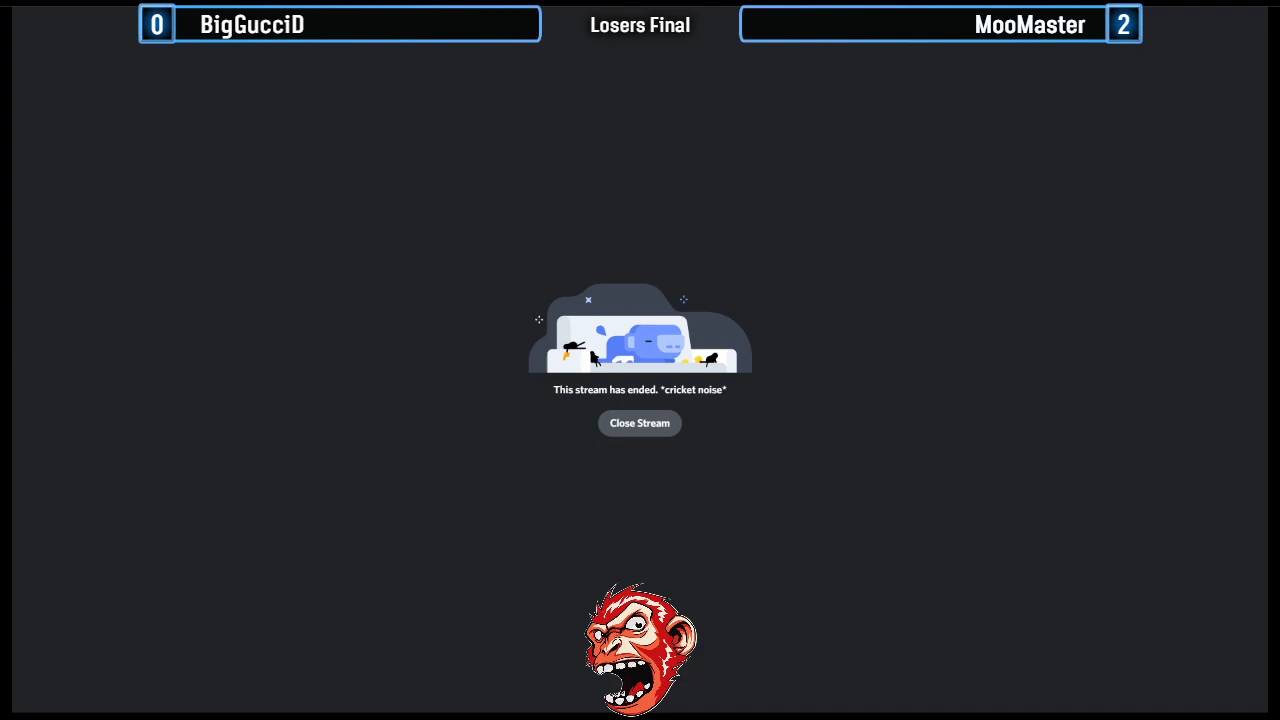 0 BigGucciD Losers Final MooMaster 2
This stream has ended. *cricket noise*
Close Stream